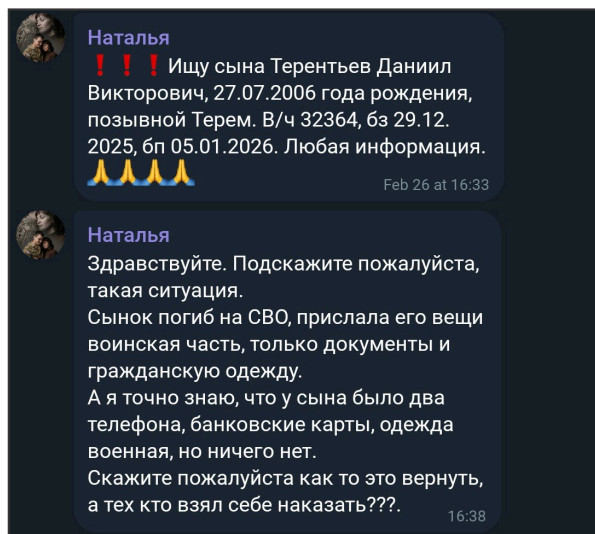 Наталья
❗❗❗Ищу сына Терентьев Даниил
Викторович, 27.07.2006 года рождения,
позывной Терем. В/ч 32364, бз 29.12.
2025, бп 05.01.2026. Любая информация.
🙏🙏🙏🙏
Feb 26 at 16:33
Наталья
Здравствуйте. Подскажите пожалуйста,
такая ситуация.
Сынок погиб на СВО, прислала его вещи
воинская часть, только документы и
гражданскую одежду.
А я точно знаю, что у сына было два
телефона, банковские карты, одежда
военная, но ничего нет.
Скажите пожалуйста как то это вернуть,
а тех кто взял себе наказать???.
16:38